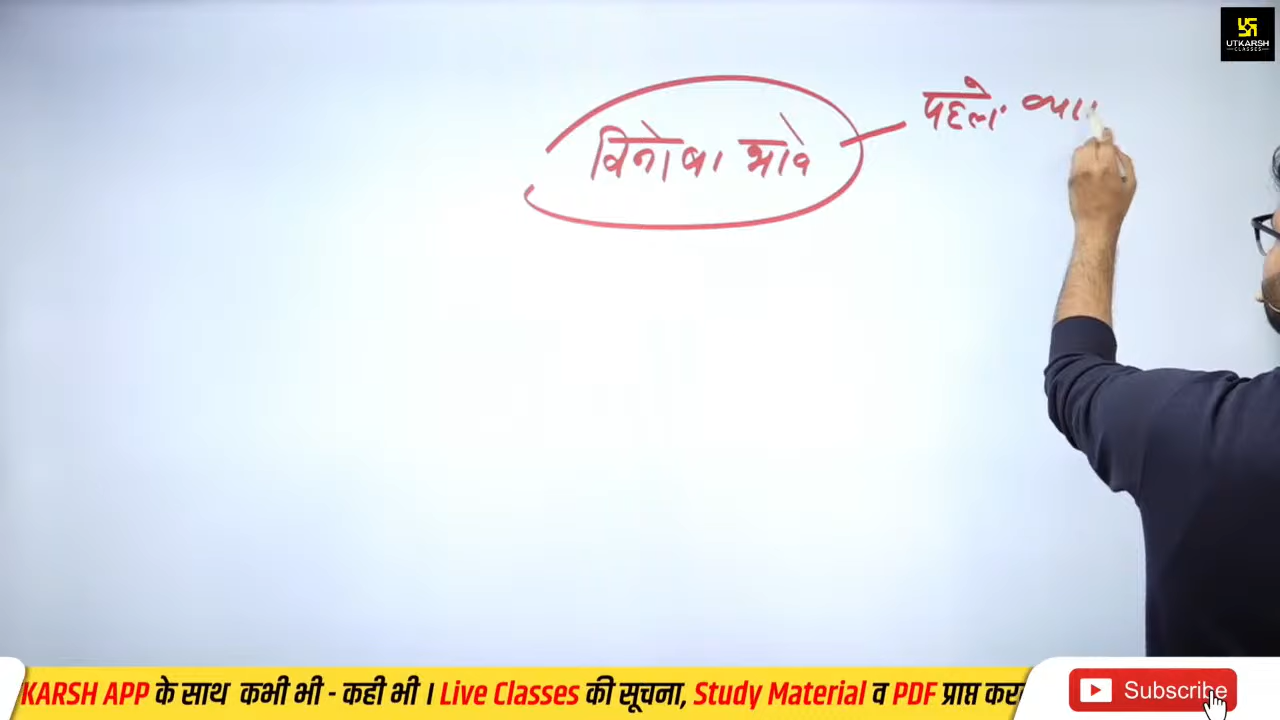 UTKARSH
CLASSES
विनोबा भावे
पहले
KARSH APP के साथ कभी भी - कही भी । Live Classes की सूचना, Study Material व PDF प्राप्त कर
Subscribe